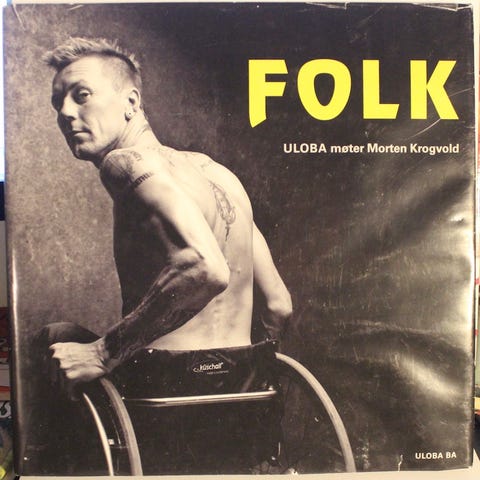 FOLK
ULOBA møter Morten Krogvold
küschall
ULOBA BA